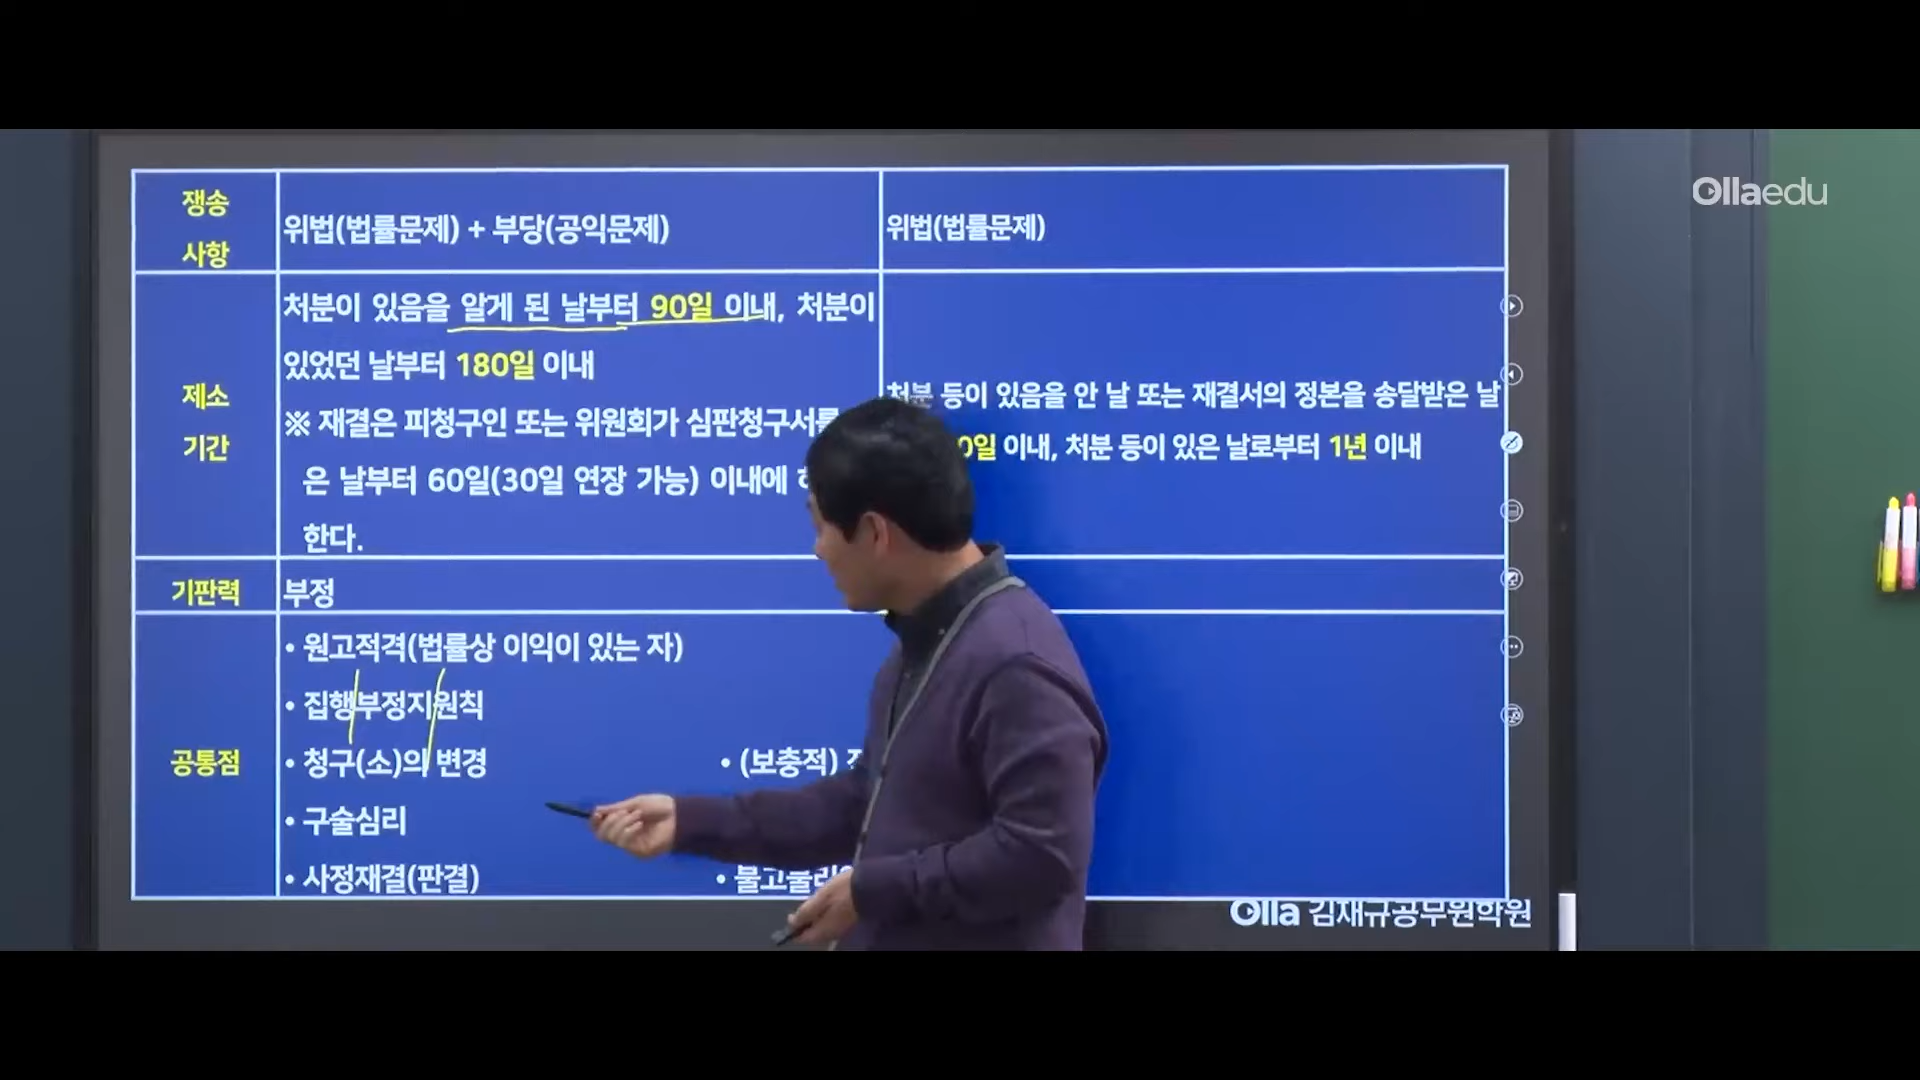 Ollaedu
쟁송
사항
위법(법률문제) + 부당(공익문제)
위법(법률문제)
제소
기간
처분이 있음을 알게 된 날부터 90일 이내, 처분이
있었던 날부터 180일 이내
※ 재결은 피청구인 또는 위원회가 심판청구서를
은 날부터 60일(30일 연장 가능) 이내에
한다.
처분 등이 있음을 안 날 또는 재결서의 정본을 송달받은 날
이내, 처분 등이 있은 날로부터 1년 이내
기판력
부정
공통점
• 원고적격(법률상 이익이 있는 자)
• 집행부정지원칙
• 청구(소)의 변경
• (보충적)
• 구술심리
• 사정재결(판결)
Olla 김재규공무원학원